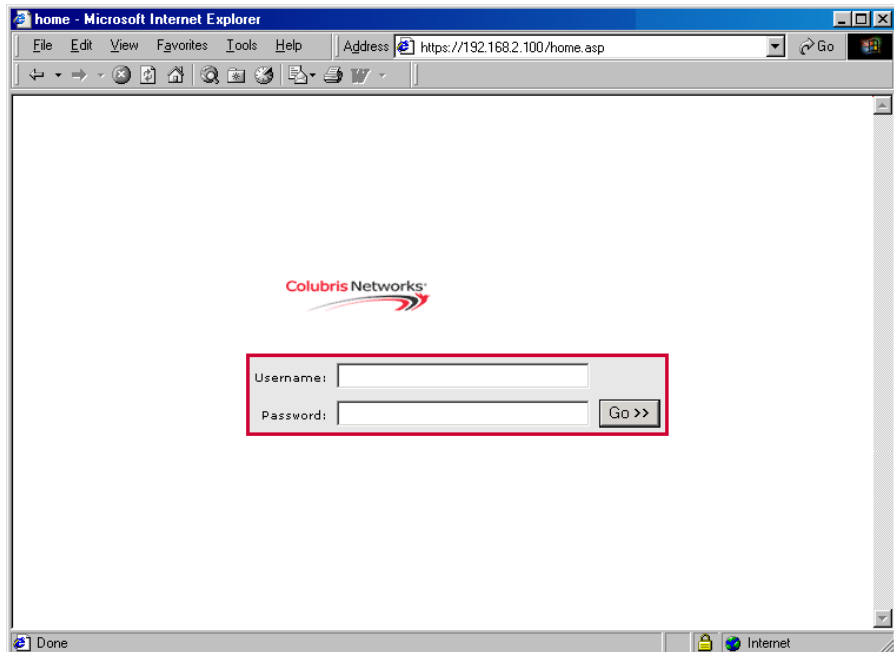 home - Microsoft Internet Explorer
File Edit View Favorites Tools Help Address https://192.168.2.100/home.asp Go
Colubris Networks
Username:
Password: Go >>
Done Internet